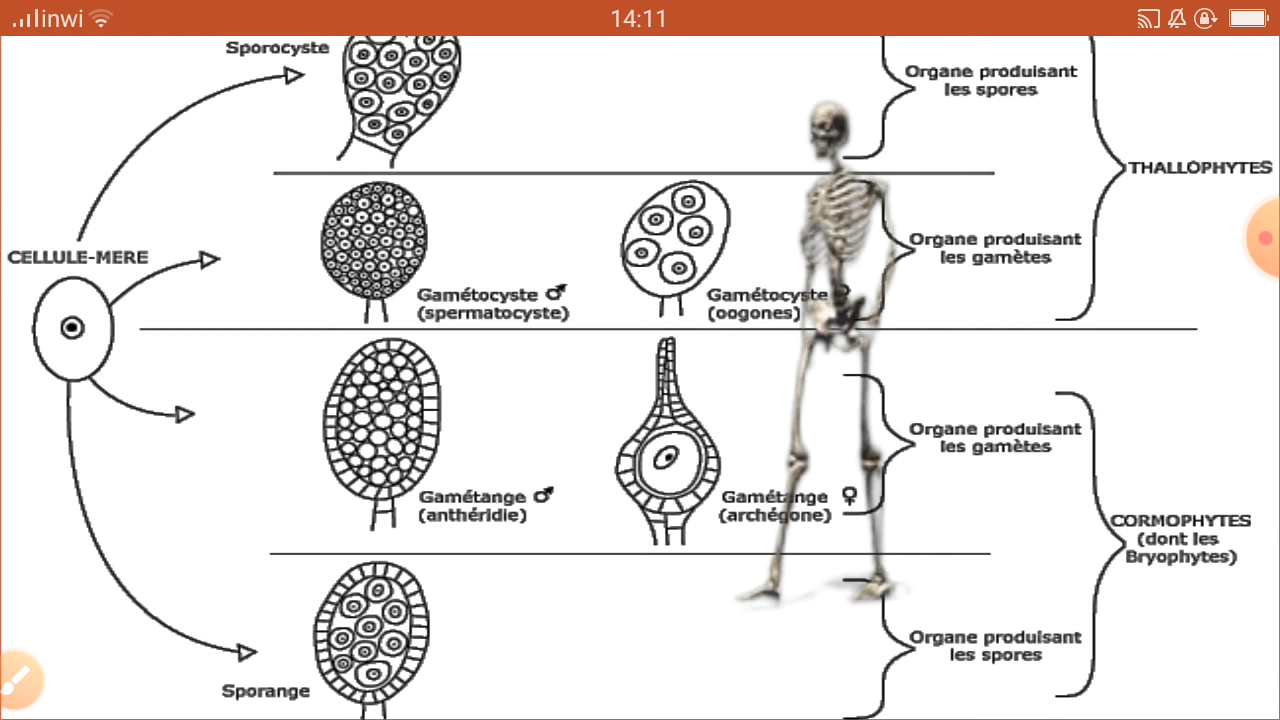 linwi
14:11
Sporocyste
Organe produisant
les spores
THALLOPHYTES
CELLULE-MERE
Gamétocyste ♂
(spermatocyste)
Gamétocyste ♀
(oogones)
Organe produisant
les gamètes
Gamétange ♂
(anthéridie)
Gamétange ♀
(archégone)
Organe produisant
les gamètes
CORMOPHYTES
(dont les
Bryophytes)
Sporange
Organe produisant
les spores